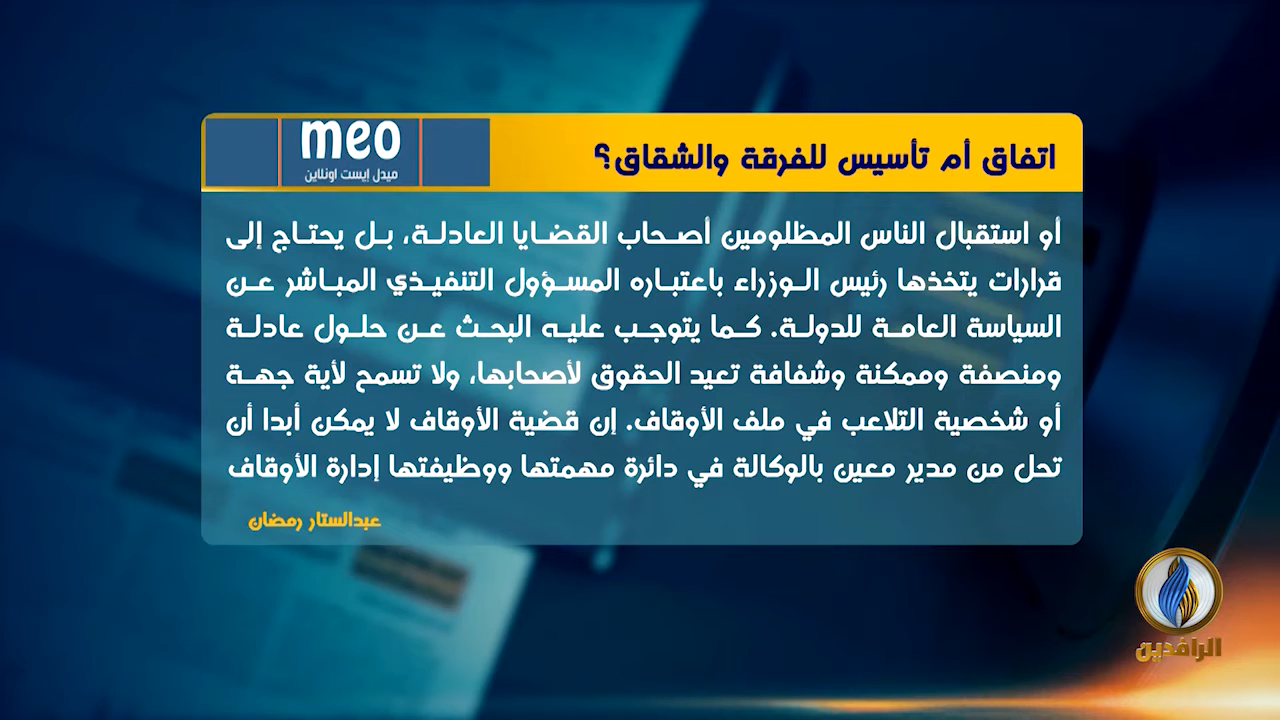 اتفاق أم تأسيس للفرقة والشقاق؟
meo
ميدل إيست اونلاين
أو استقبال الناس المظلومين أصحاب القضايا العادلة، بل يحتاج إلى
قرارات يتخذها رئيس الوزراء باعتباره المسؤول التنفيذي المباشر عن
السياسة العامة للدولة. كما يتوجب عليه البحث عن حلول عادلة
ومنصفة وممكنة وشفافة تعيد الحقوق لأصحابها، ولا تسمح لأية جهة
أو شخصية التلاعب في ملف الأوقاف. إن قضية الأوقاف لا يمكن أبدا أن
تحل من مدير معين بالوكالة في دائرة مهمتها ووظيفتها إدارة الأوقاف
عبدالستار رمضان
الرافدين